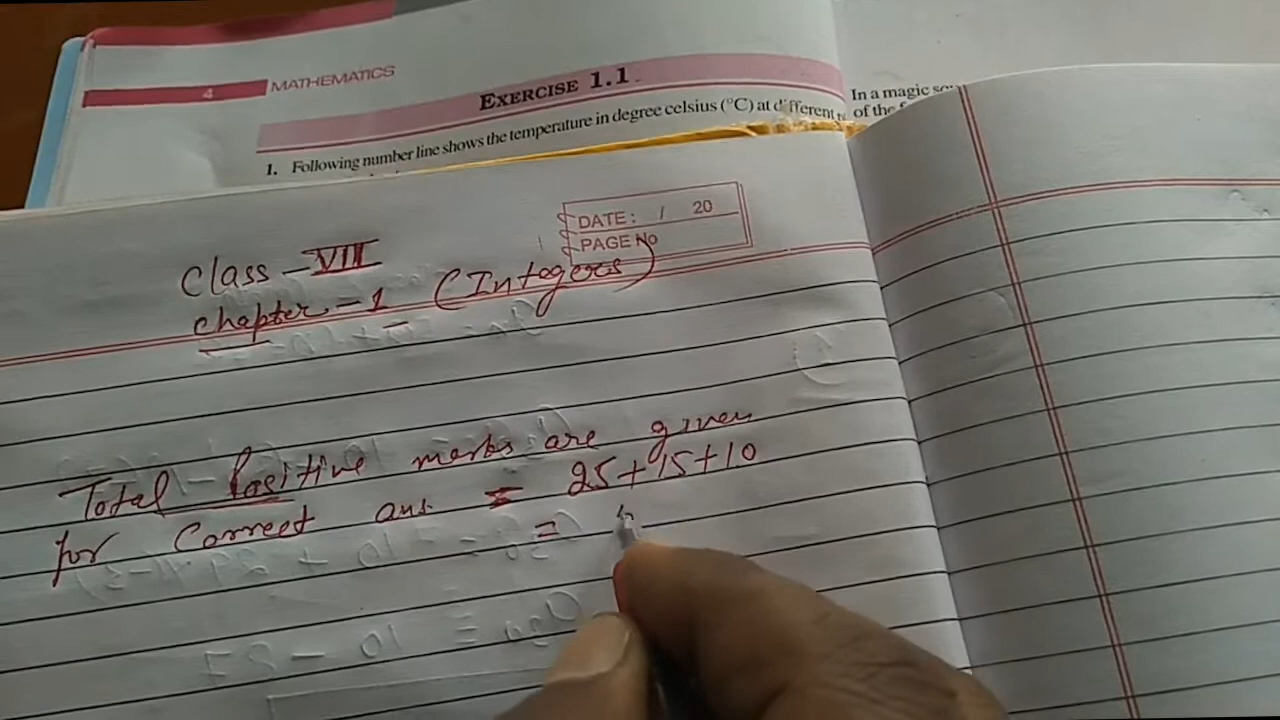 4 MATHEMATICS
EXERCISE 1.1
1. Following number line shows the temperature in degree celsius (°C) at different
In a magic
of the
DATE: / 20
PAGE No
Class - VII
Chapter - 1 (Integers)
Total Positive marks are given
for Correct ans. = 25+15+10
=